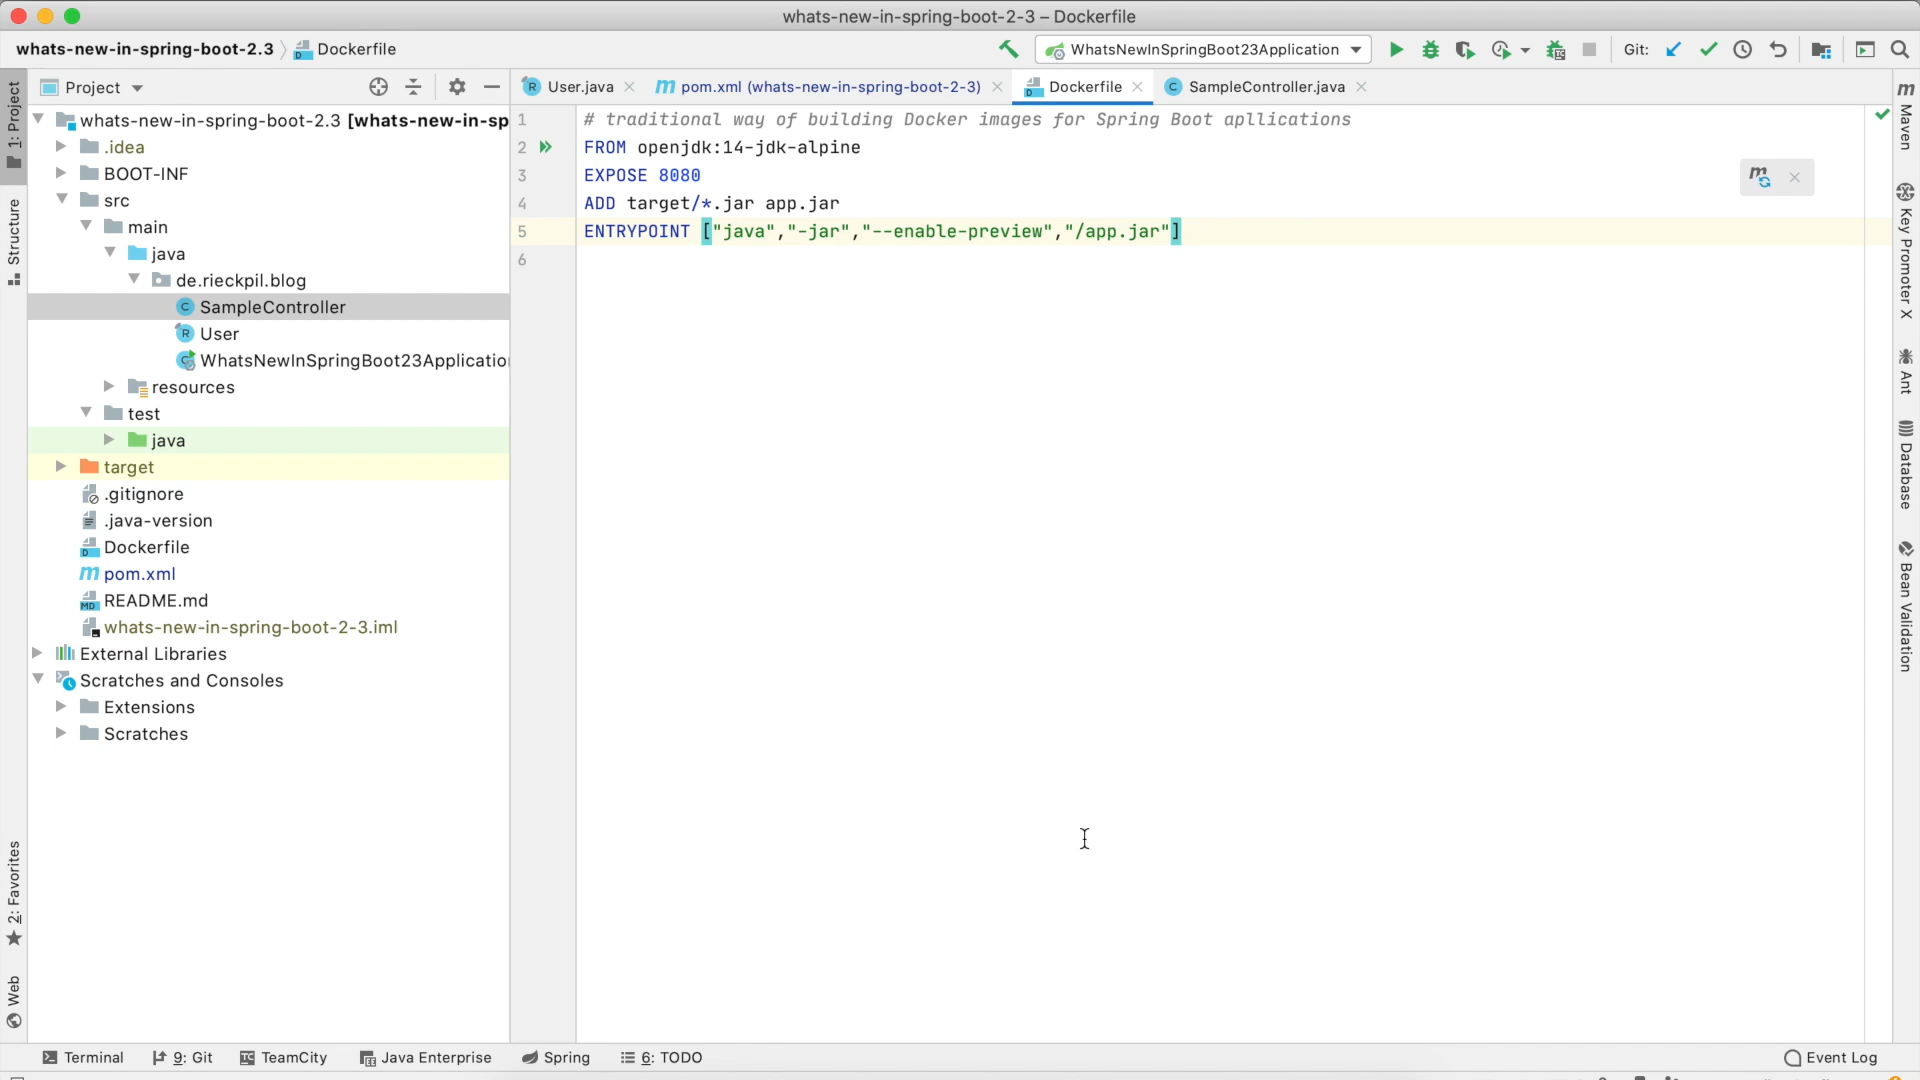 whats-new-in-spring-boot-2-3 – Dockerfile
whats-new-in-spring-boot-2.3
Dockerfile
WhatsNewInSpringBoot23Application
Git:
1: Project
Structure
2: Favorites
Web
Project
whats-new-in-spring-boot-2.3 [whats-new-in-sp
.idea
BOOT-INF
src
main
java
de.rieckpil.blog
SampleController
User
WhatsNewInSpringBoot23Applicatio
resources
test
java
target
.gitignore
.java-version
Dockerfile
pom.xml
README.md
whats-new-in-spring-boot-2-3.iml
External Libraries
Scratches and Consoles
Extensions
Scratches
User.java
pom.xml (whats-new-in-spring-boot-2-3)
Dockerfile
SampleController.java
1 # traditional way of building Docker images for Spring Boot apllications
2 FROM openjdk:14-jdk-alpine
3 EXPOSE 8080
4 ADD target/*.jar app.jar
5 ENTRYPOINT ["java","-jar","--enable-preview","/app.jar"]
6
Maven
Key Promoter X
Ant
Database
Bean Validation
Terminal
9: Git
TeamCity
Java Enterprise
Spring
6: TODO
Event Log